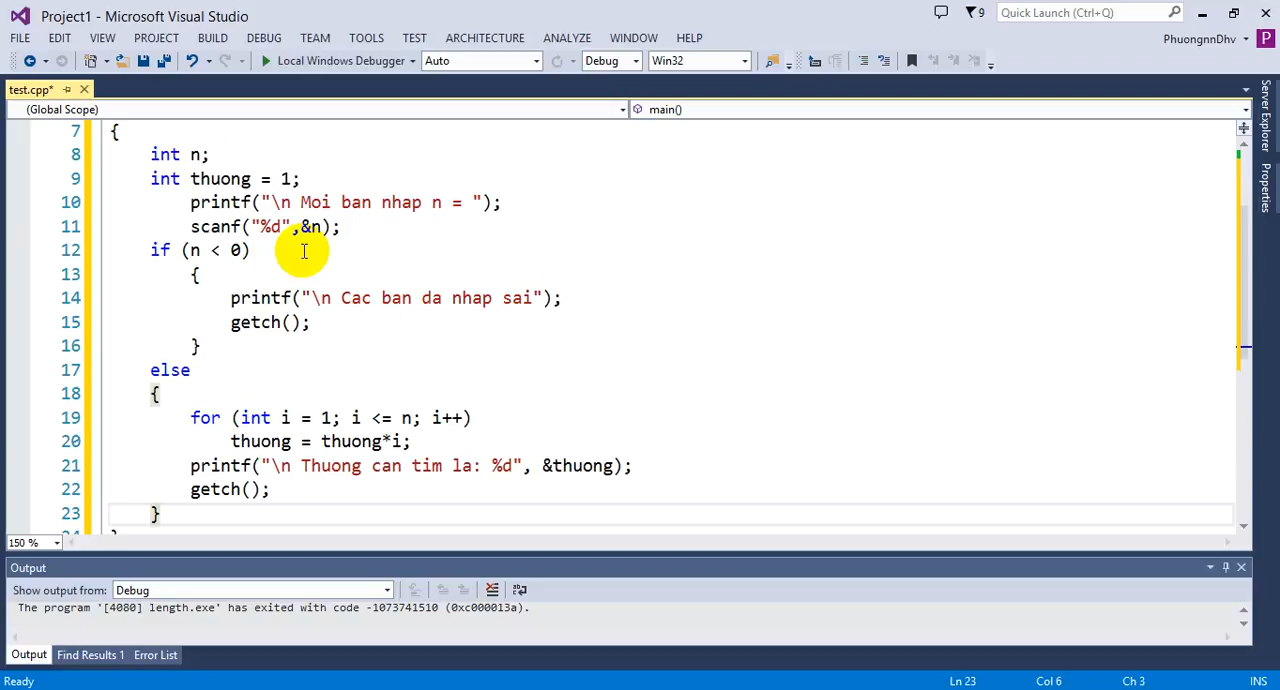 Project1 - Microsoft Visual Studio
9
Quick Launch (Ctrl+Q)
FILE EDIT VIEW PROJECT BUILD DEBUG TEAM TOOLS TEST ARCHITECTURE ANALYZE WINDOW HELP
PhuongnnDhv P
Local Windows Debugger Auto Debug Win32
test.cpp*
(Global Scope) main()
7 {
8 int n;
9 int thuong = 1;
10 printf("\n Moi ban nhap n = ");
11 scanf("%d",&n);
12 if (n < 0)
13 {
14 printf("\n Cac ban da nhap sai");
15 getch();
16 }
17 else
18 {
19 for (int i = 1; i <= n; i++)
20 thuong = thuong*i;
21 printf("\n Thuong can tim la: %d", &thuong);
22 getch();
23 }
150 %
Server Explorer
Properties
Output
Show output from: Debug
The program '[4080] length.exe' has exited with code -1073741510 (0xc000013a).
Output Find Results 1 Error List
Ready Ln 23 Col 6 Ch 3 INS